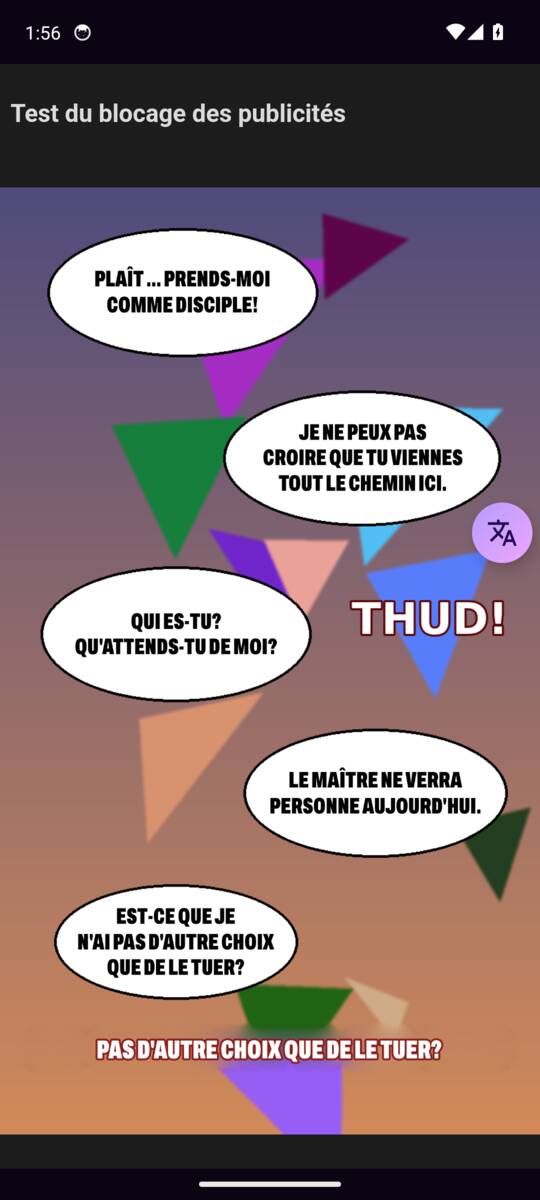 1:56
Test du blocage des publicités
PLAÎT ... PRENDS-MOI
COMME DISCIPLE!
JE NE PEUX PAS
CROIRE QUE TU VIENNES
TOUT LE CHEMIN ICI.
QUI ES-TU?
QU'ATTENDS-TU DE MOI?
THUD!
LE MAÎTRE NE VERRA
PERSONNE AUJOURD'HUI.
EST-CE QUE JE
N'AI PAS D'AUTRE CHOIX
QUE DE LE TUER?
PAS D'AUTRE CHOIX QUE DE LE TUER?